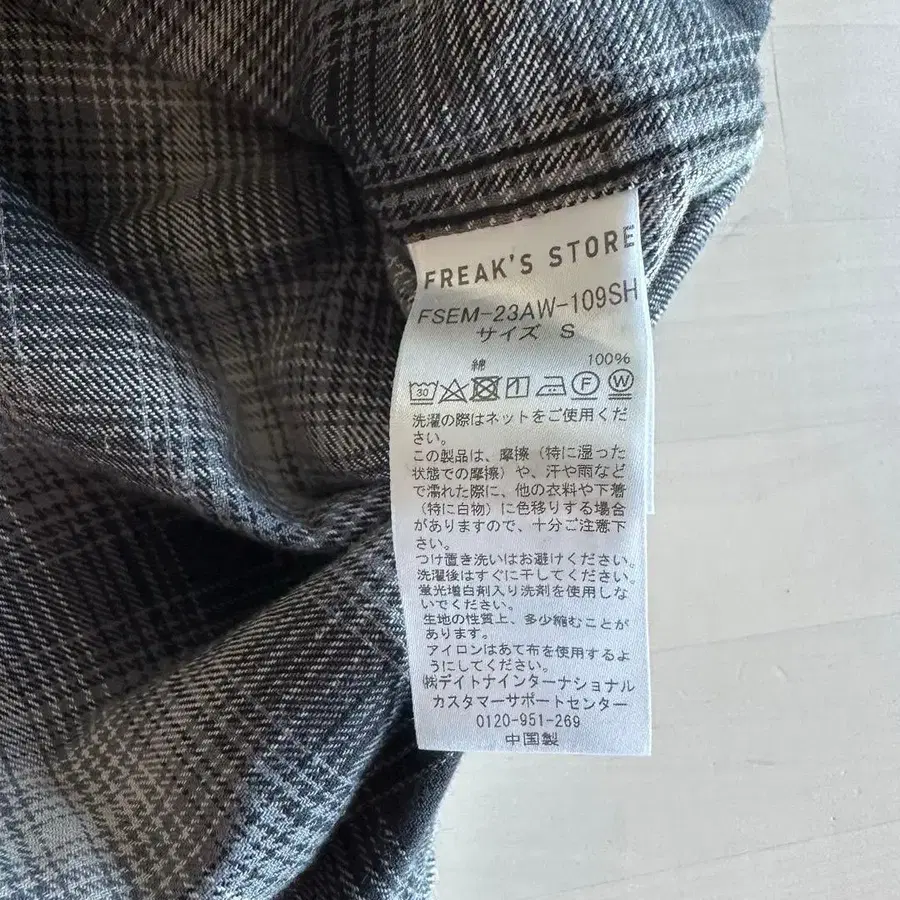 FREAK'S STORE
FSEM-23AW-109SH
サイズ S
綿 100%
30 F W
洗濯の際はネットをご使用くだ
さい。
この製品は、摩擦（特に湿った
状態での摩擦）や、汗や雨など
で濡れた際に、他の衣料や下着
（特に白物）に色移りする場合
がありますので、十分ご注意下
さい。
つけ置き洗いはお避けください。
洗濯後はすぐに干してください。
蛍光増白剤入り洗剤を使用しな
いでください。
生地の性質上、多少縮むことが
あります。
アイロンはあて布を使用するよ
うにしてください。
㈱デイトナインターナショナル
カスタマーサポートセンター
0120-951-269
中国製